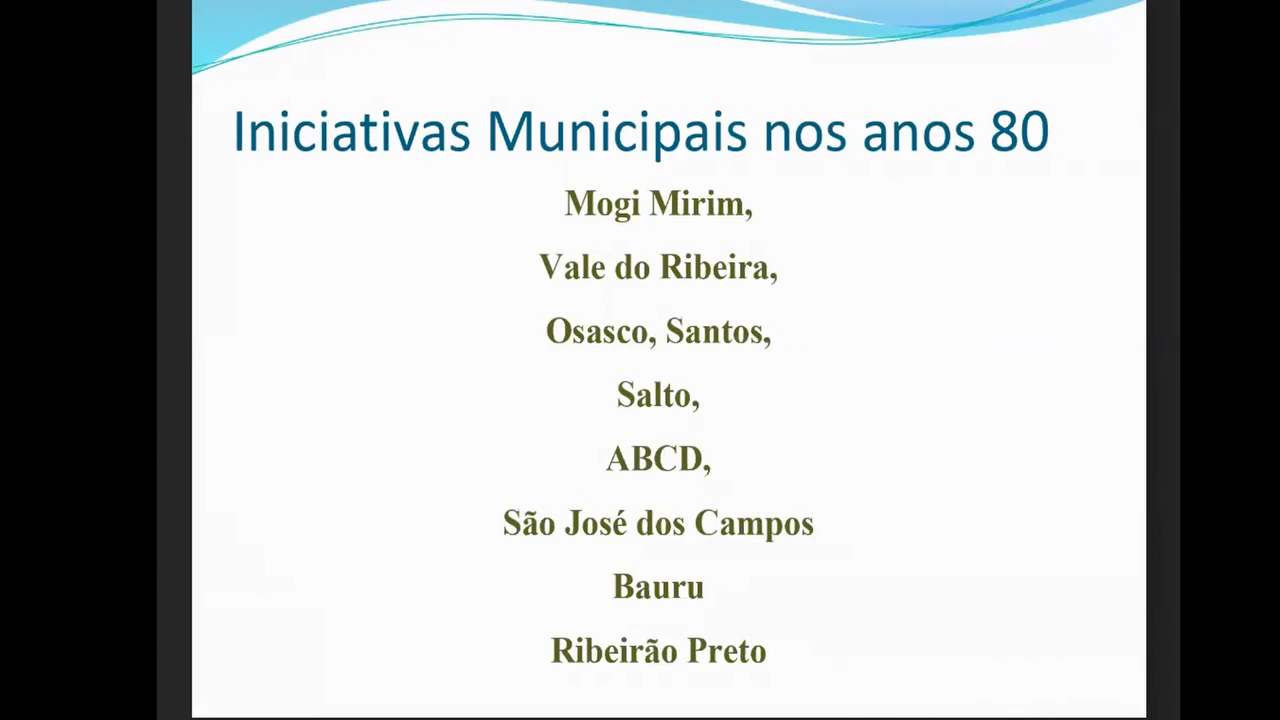 Iniciativas Municipais nos anos 80
Mogi Mirim,
Vale do Ribeira,
Osasco, Santos,
Salto,
ABCD,
São José dos Campos
Bauru
Ribeirão Preto